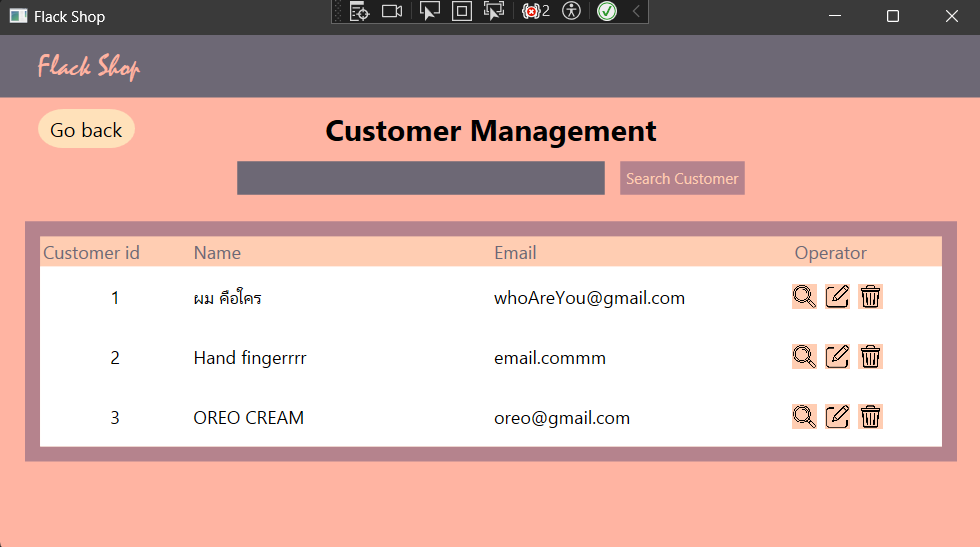 Flack Shop
2
Flack Shop
Go back
Customer Management
Search Customer
Customer id Name Email Operator
1 ผม คือใคร whoAreYou@gmail.com
2 Hand fingerrrr email.commm
3 OREO CREAM oreo@gmail.com